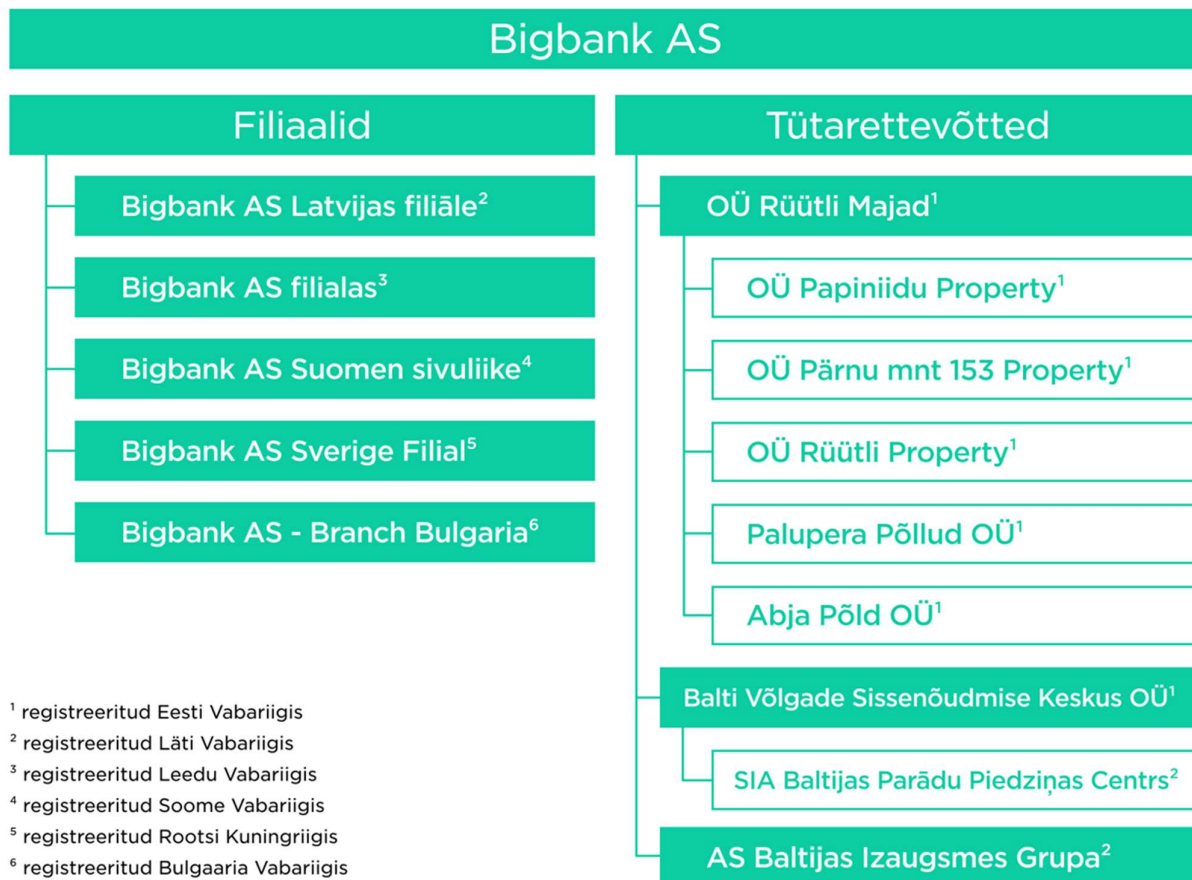 Bigbank AS
Filiaalid
Bigbank AS Latvijas filiāle²
Bigbank AS filialas³
Bigbank AS Suomen sivuliike⁴
Bigbank AS Sverige Filial⁵
Bigbank AS - Branch Bulgaria⁶
Tütarettevõtted
OÜ Rüütli Majad¹
OÜ Papiniidu Property¹
OÜ Pärnu mnt 153 Property¹
OÜ Rüütli Property¹
Palupera Põllud OÜ¹
Abja Põld OÜ¹
Balti Võlgade Sissenõudmise Keskus OÜ¹
SIA Baltijas Parādu Piedziņas Centrs²
AS Baltijas Izaugsmes Grupa²
¹ registreeritud Eesti Vabariigis
² registreeritud Läti Vabariigis
³ registreeritud Leedu Vabariigis
⁴ registreeritud Soome Vabariigis
⁵ registreeritud Rootsi Kuningriigis
⁶ registreeritud Bulgaaria Vabariigis